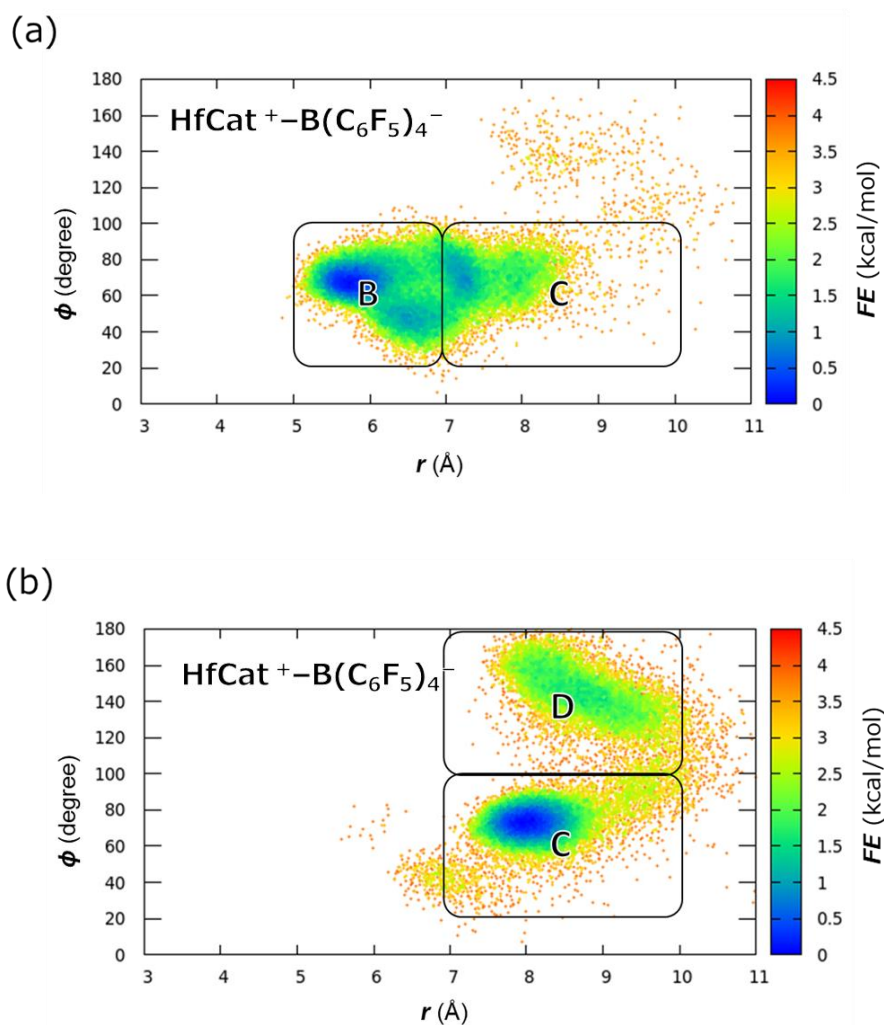 (a)
HfCat⁺–B(C₆F₅)₄⁻
180
160
140
120
100
80
60
40
20
0
ϕ (degree)
B
C
3 4 5 6 7 8 9 10 11
r (Å)
4.5
4
3.5
3
2.5
2
1.5
1
0.5
0
FE (kcal/mol)
(b)
HfCat⁺–B(C₆F₅)₄⁻
180
160
140
120
100
80
60
40
20
0
ϕ (degree)
D
C
3 4 5 6 7 8 9 10 11
r (Å)
4.5
4
3.5
3
2.5
2
1.5
1
0.5
0
FE (kcal/mol)